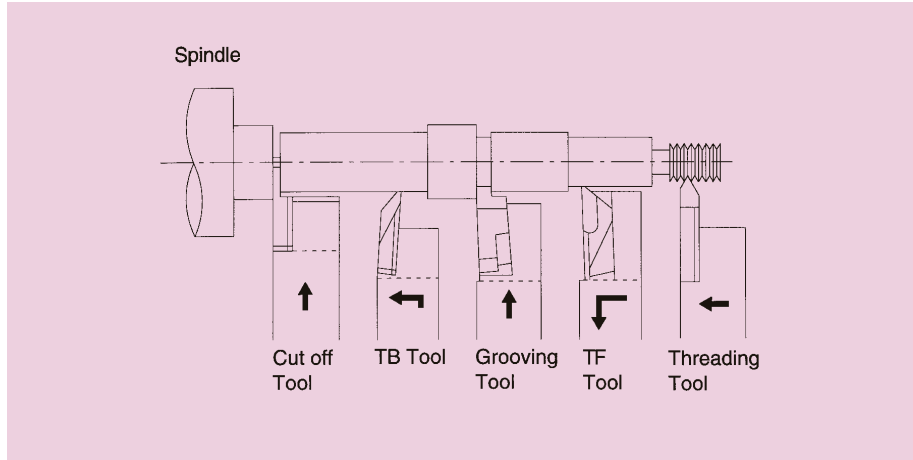 Spindle
Cut off
Tool
TB Tool
Grooving
Tool
TF
Tool
Threading
Tool